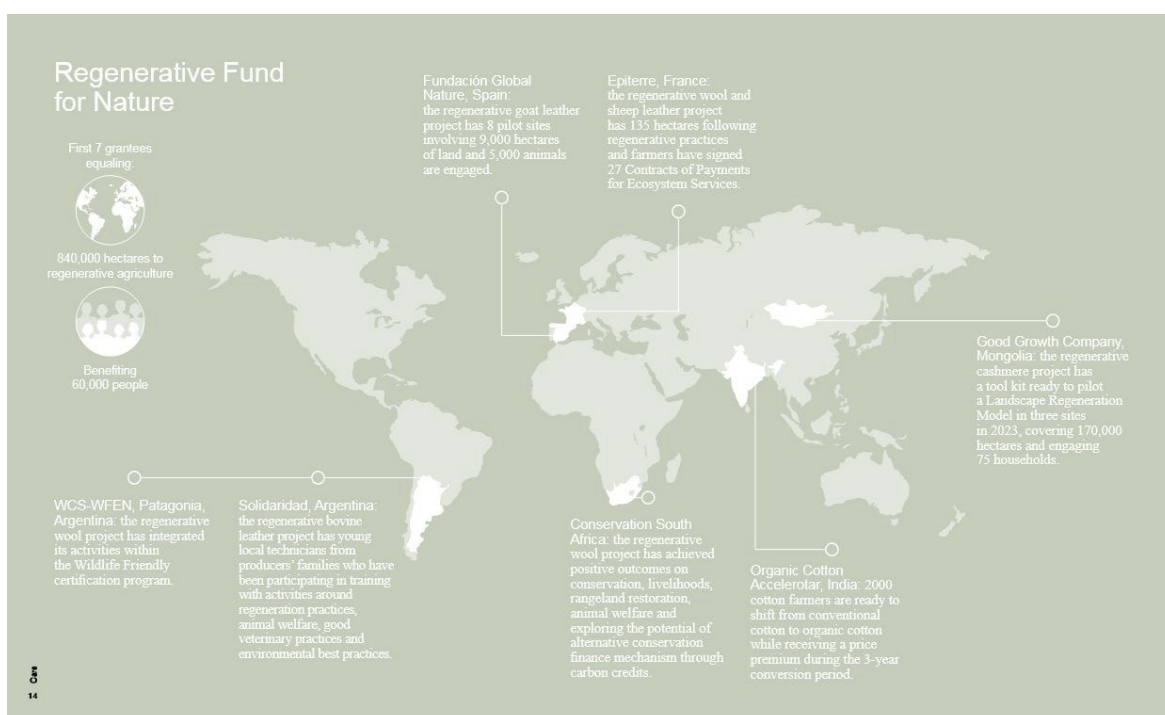 Regenerative Fund
for Nature
First 7 grantees
equaling:
840,000 hectares to
regenerative agriculture
Benefiting
60,000 people
Fundación Global
Nature, Spain:
the regenerative goat leather
project has 8 pilot sites
involving 9,000 hectares
of land and 5,000 animals
are engaged.
Epiterre, France:
the regenerative wool and
sheep leather project
has 135 hectares following
regenerative practices
and farmers have signed
27 Contracts of Payments
for Ecosystem Services.
Good Growth Company,
Mongolia: the regenerative
cashmere project has
a tool kit ready to pilot
a Landscape Regeneration
Model in three sites
in 2023, covering 170,000
hectares and engaging
75 households.
WCS-WFEN, Patagonia,
Argentina: the regenerative
wool project has integrated
its activities within
the Wildlife Friendly
certification program.
Solidaridad, Argentina:
the regenerative bovine
leather project has young
local technicians from
producers' families who have
been participating in training
with activities around
regeneration practices,
animal welfare, good
veterinary practices and
environmental best practices.
Conservation South
Africa: the regenerative
wool project has achieved
positive outcomes on
conservation, livelihoods,
rangeland restoration,
animal welfare and
exploring the potential of
alternative conservation
finance mechanism through
carbon credits.
Organic Cotton
Accelerotar, India: 2000
cotton farmers are ready to
shift from conventional
cotton to organic cotton
while receiving a price
premium during the 3-year
conversion period.
Care
14